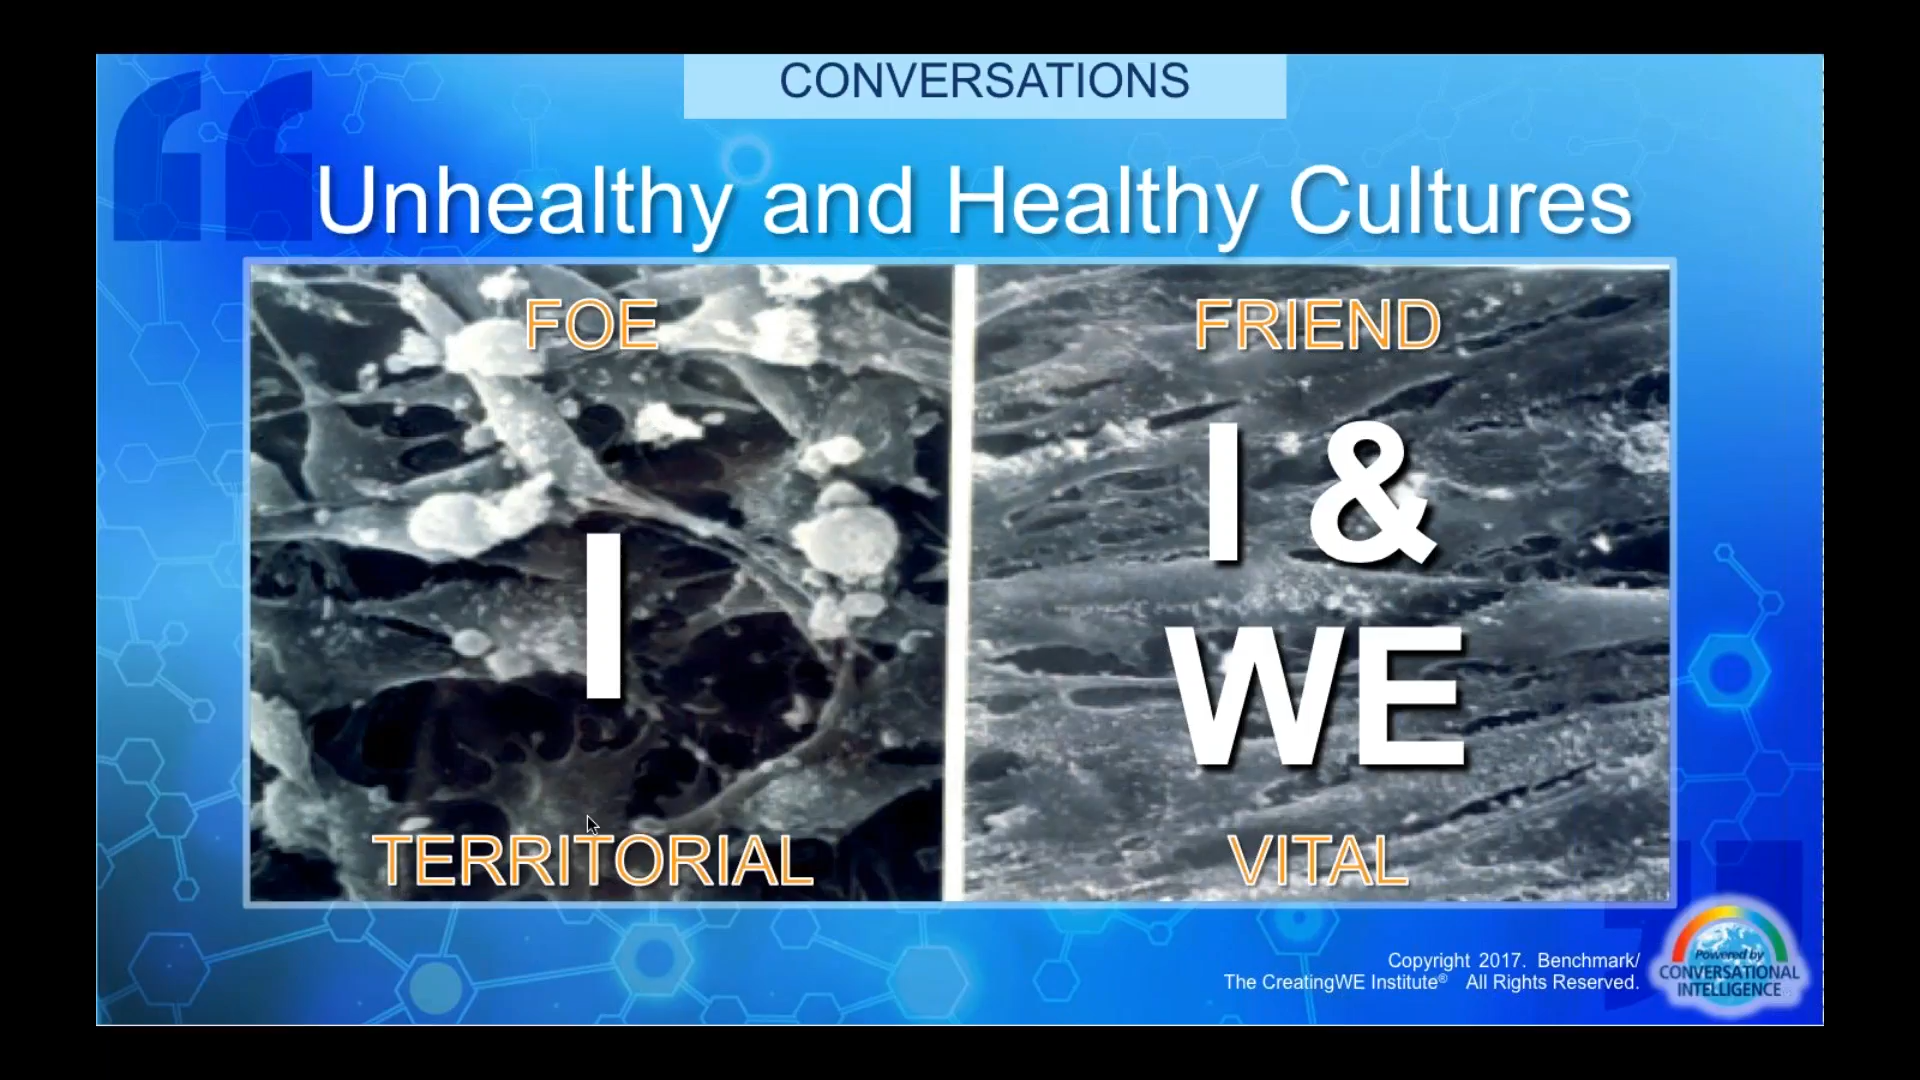 CONVERSATIONS
Unhealthy and Healthy Cultures
FOE
I
TERRITORIAL
FRIEND
I &
WE
VITAL
Copyright 2017. Benchmark/
The CreatingWE Institute® All Rights Reserved.
Powered by
CONVERSATIONAL
INTELLIGENCE